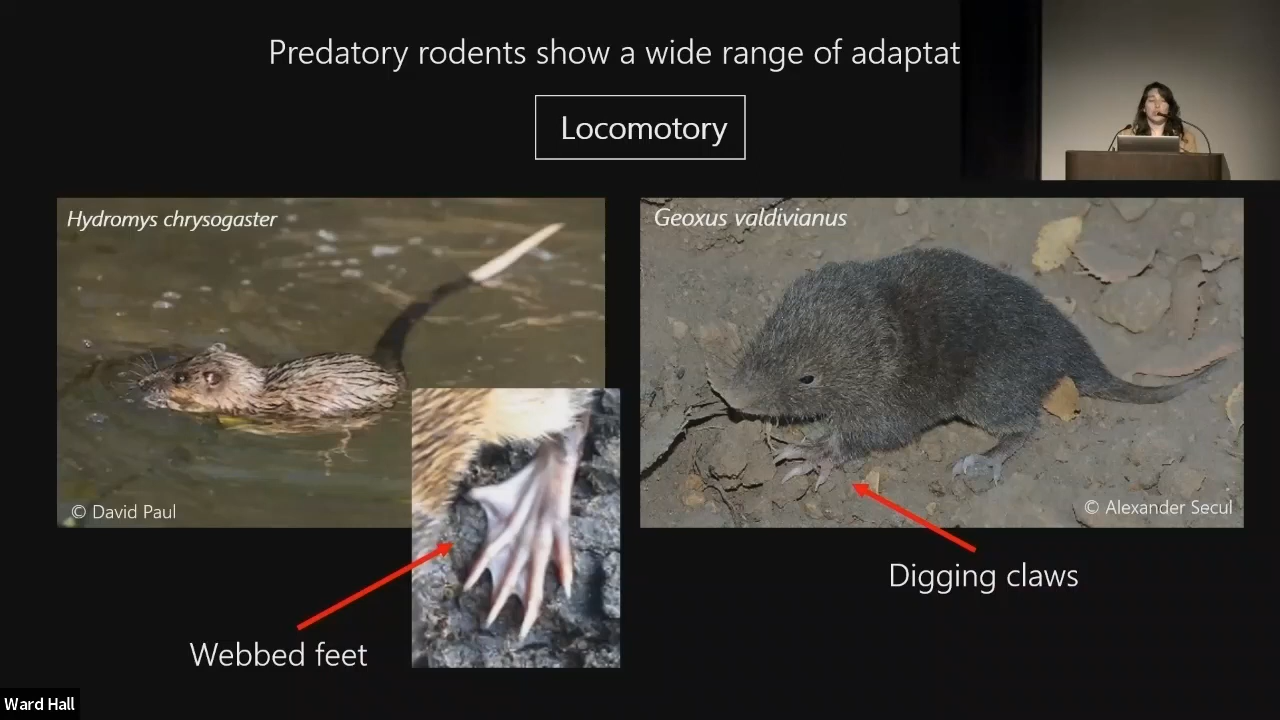 Predatory rodents show a wide range of adaptat
Locomotory
Hydromys chrysogaster
Geoxus valdivianus
© David Paul
© Alexander Secul
Digging claws
Webbed feet
Ward Hall